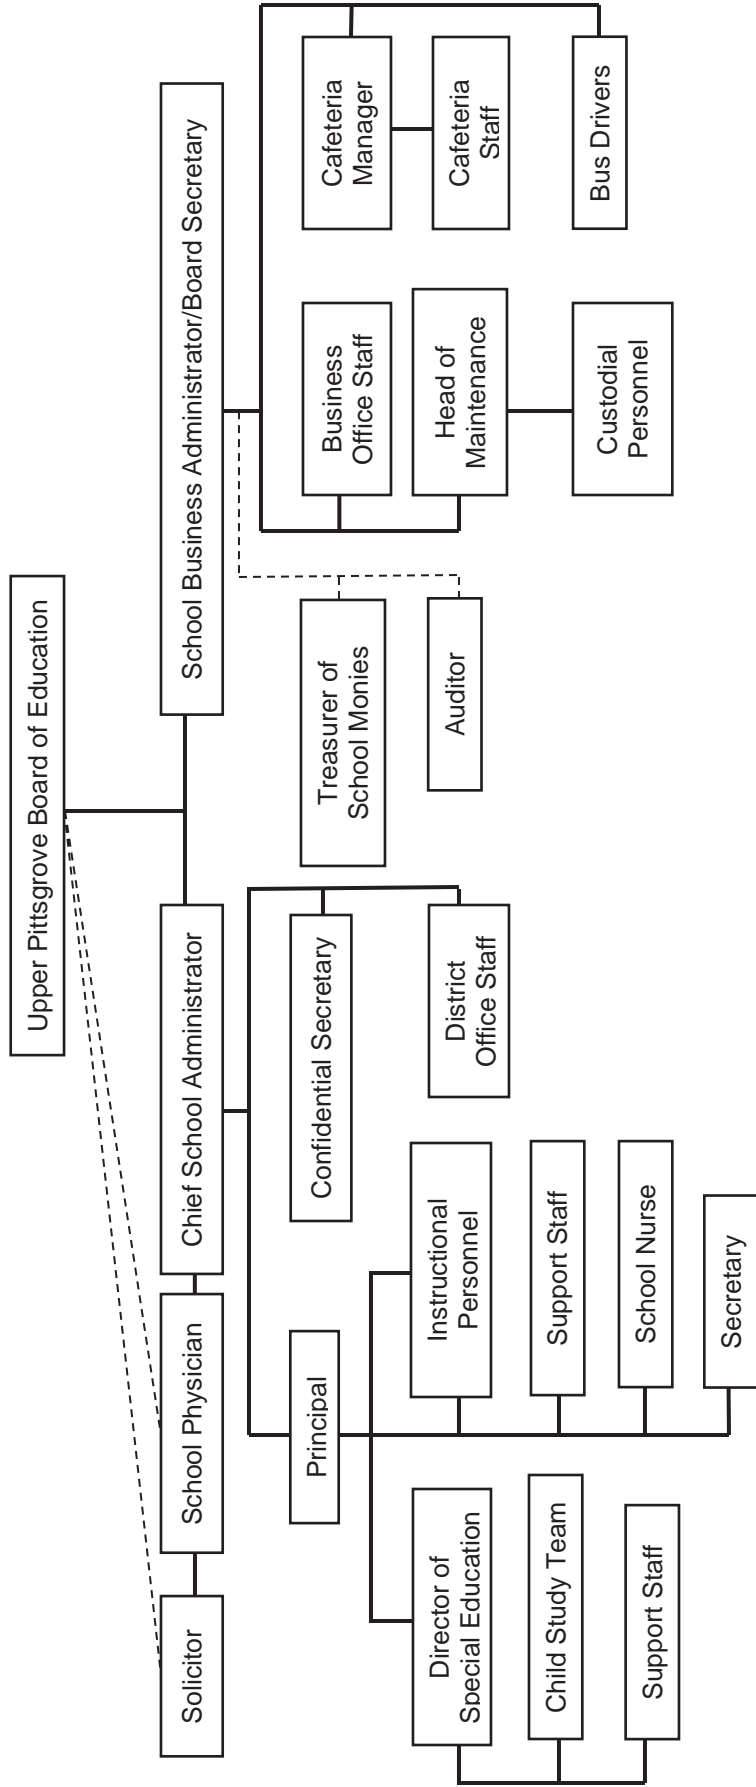 Upper Pittsgrove Board of Education
Solicitor
School Physician
Chief School Administrator
School Business Administrator/Board Secretary
Principal
Confidential Secretary
District
Office Staff
Director of
Special Education
Child Study Team
Support Staff
Instructional
Personnel
Support Staff
School Nurse
Secretary
Treasurer of
School Monies
Auditor
Business
Office Staff
Head of
Maintenance
Custodial
Personnel
Cafeteria
Manager
Cafeteria
Staff
Bus Drivers